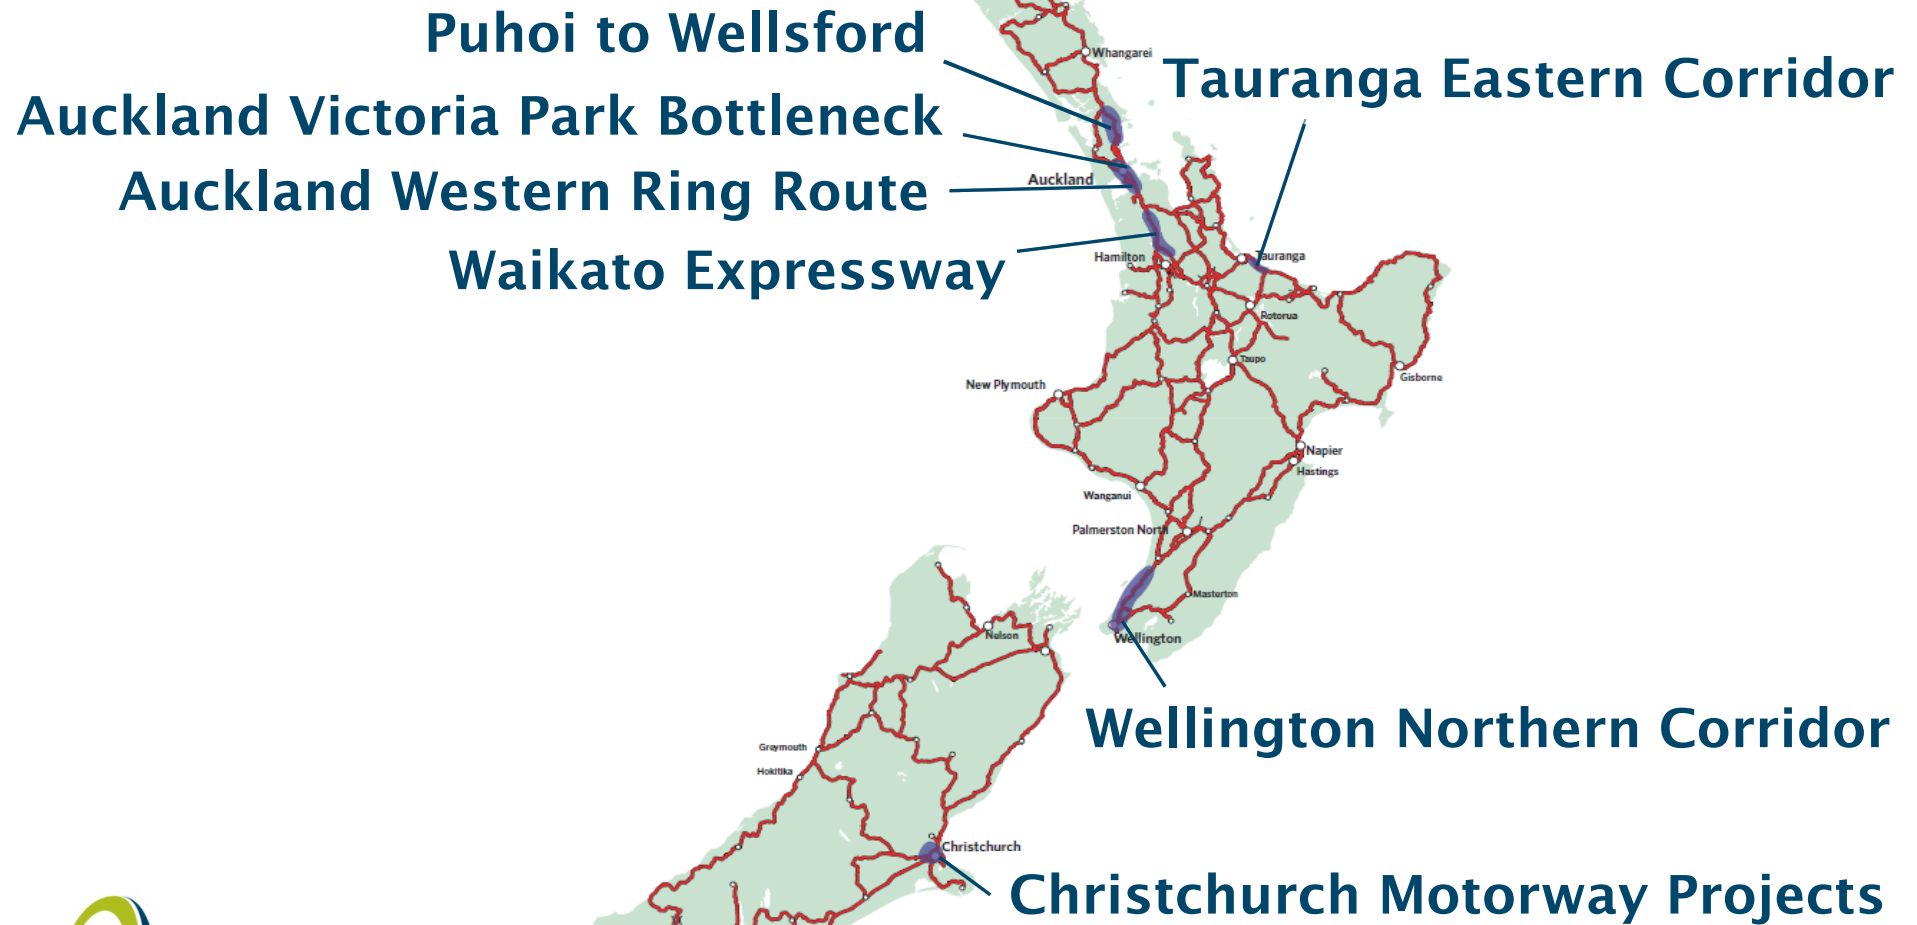 Puhoi to Wellsford
Whangarei
Tauranga Eastern Corridor
Auckland Victoria Park Bottleneck
Auckland
Auckland Western Ring Route
Hamilton
Tauranga
Waikato Expressway
Rotorua
Taupo
Gisborne
New Plymouth
Napier
Hastings
Wanganui
Palmerston North
Masterton
Nelson
Wellington
Wellington Northern Corridor
Greymouth
Hokitika
Christchurch
Christchurch Motorway Projects